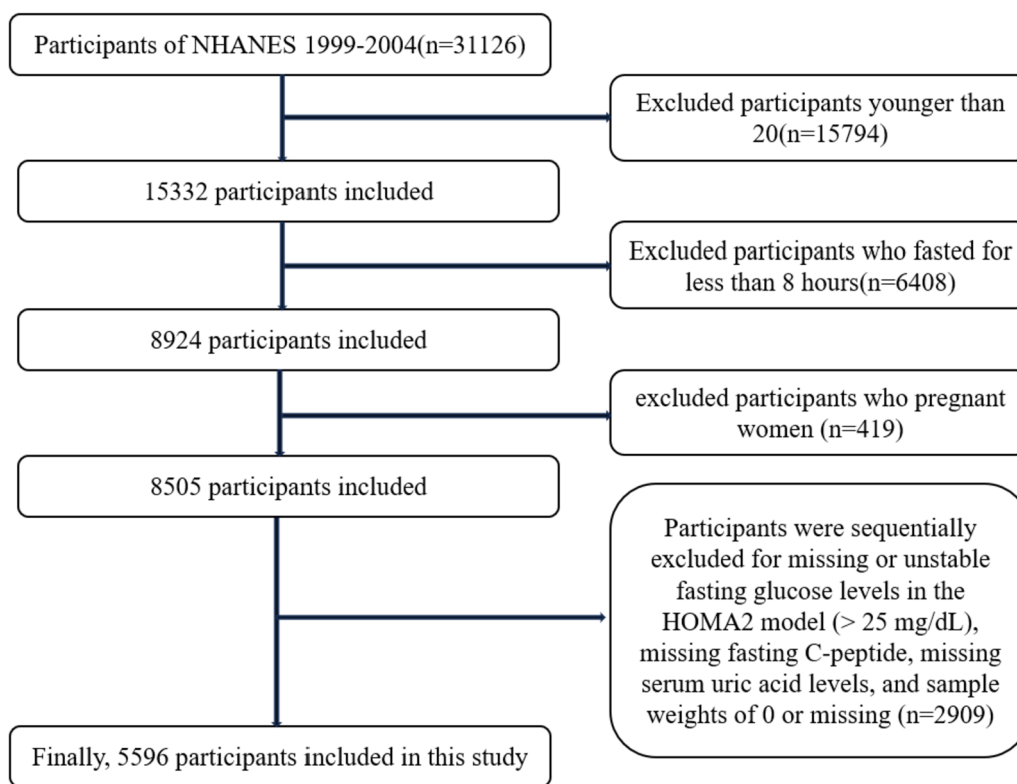 Participants of NHANES 1999-2004(n=31126)
Excluded participants younger than
20(n=15794)
15332 participants included
Excluded participants who fasted for
less than 8 hours(n=6408)
8924 participants included
excluded participants who pregnant
women (n=419)
8505 participants included
Participants were sequentially
excluded for missing or unstable
fasting glucose levels in the
HOMA2 model (> 25 mg/dL),
missing fasting C-peptide, missing
serum uric acid levels, and sample
weights of 0 or missing (n=2909)
Finally, 5596 participants included in this study